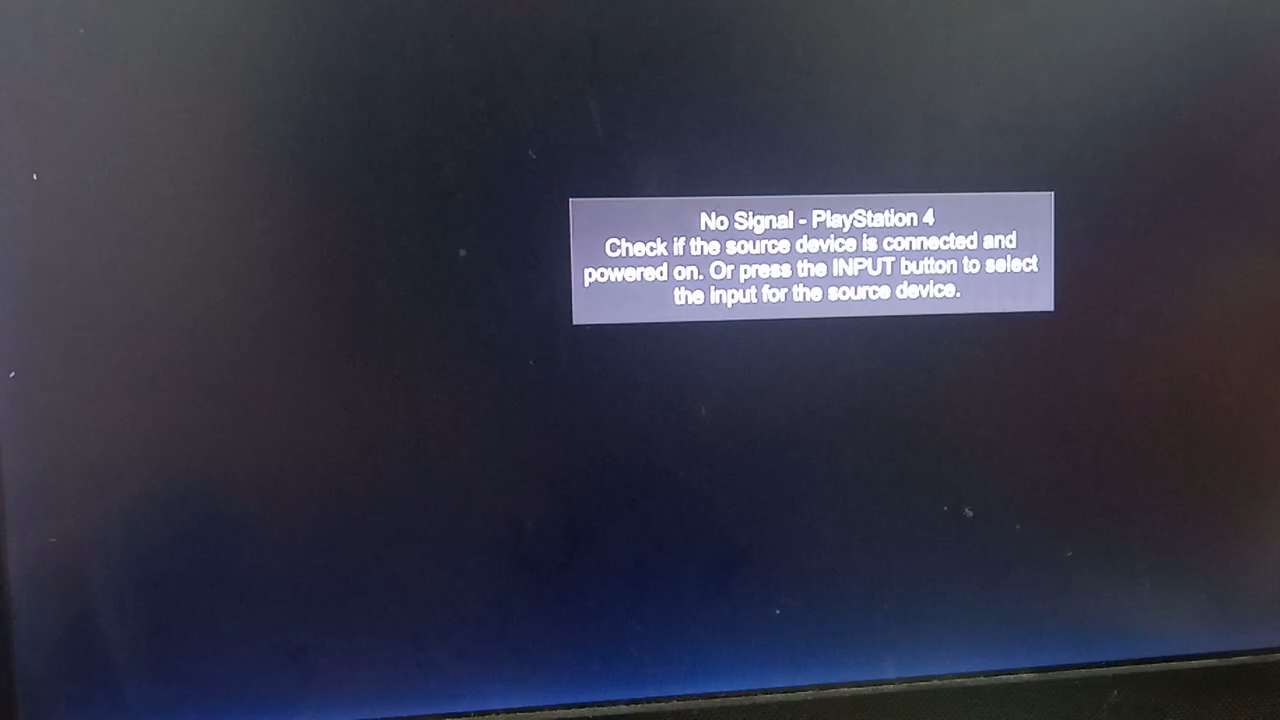 No Signal - PlayStation 4
Check if the source device is connected and
powered on. Or press the INPUT button to select
the input for the source device.